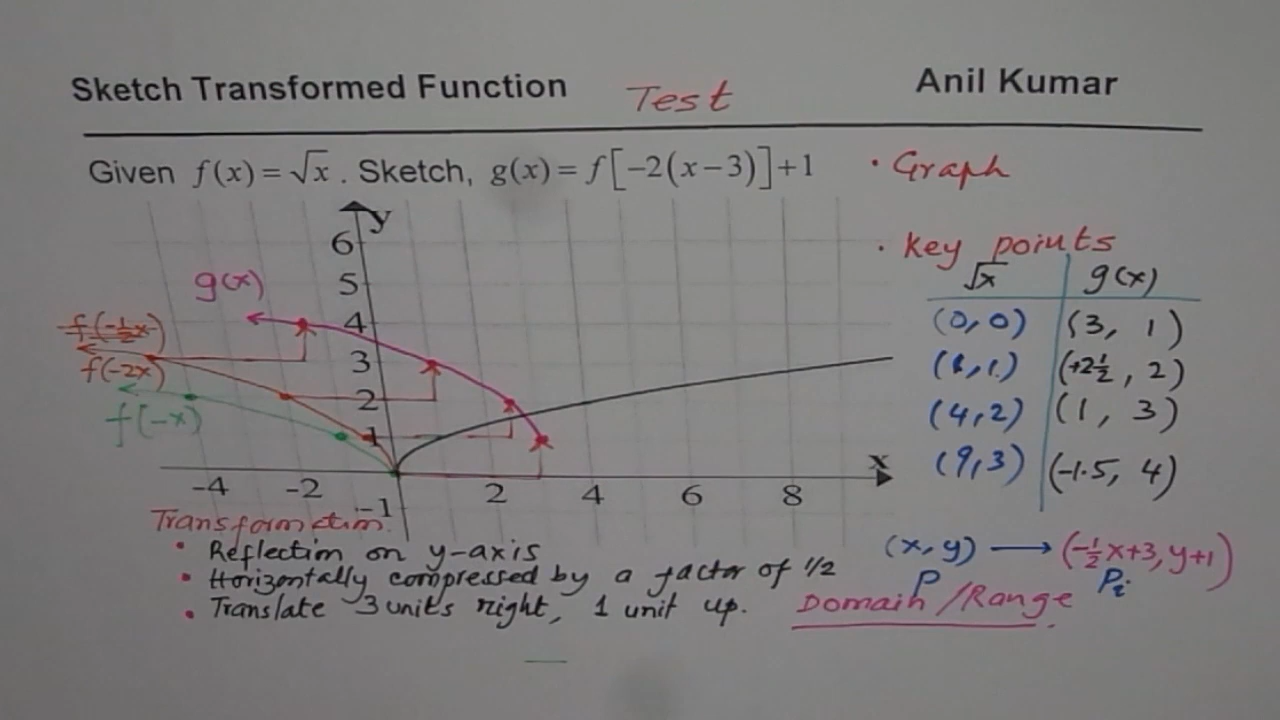 Sketch Transformed Function Test Anil Kumar
Given f(x) = √x. Sketch, g(x) = f[-2(x-3)]+1
• Graph
• Key points
√x g(x)
(0,0) (3, 1)
(1,1) (+2½, 2)
(4,2) (1, 3)
(9,3) (-1.5, 4)
(x,y) → (-½x+3, y+1)
P Pi
Domain/Range
y
6
5
4
3
2
1
-1
-4 -2 2 4 6 8
x
g(x)
f(-½x)
f(-2x)
f(-x)
Transformation.
• Reflection on y-axis
• Horizontally compressed by a factor of 1/2
• Translate 3 units right, 1 unit up.